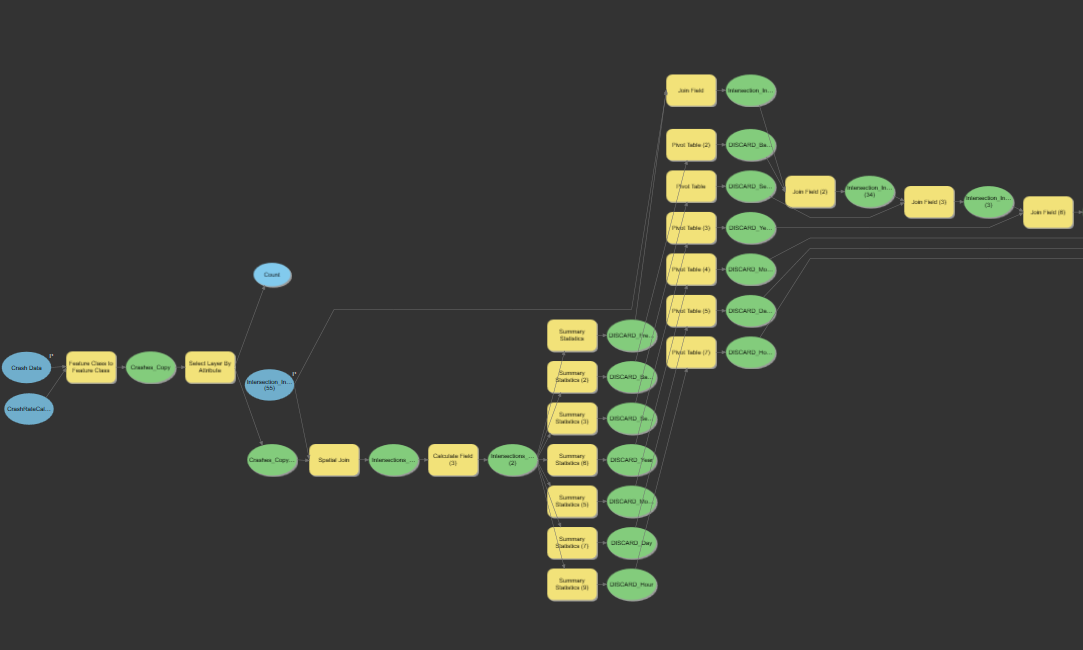 Join Field
Intersection_In...
Pivot Table (2)
DISCARD_Ba...
Pivot Table
DISCARD_Se...
Join Field (2)
Intersection_In...
(34)
Join Field (3)
Intersection_In...
(3)
Join Field (6)
Pivot Table (3)
DISCARD_Ye...
Pivot Table (4)
DISCARD_Mo...
Count
Pivot Table (5)
DISCARD_De...
Summary
Statistics
DISCARD_Fre...
Pivot Table (7)
DISCARD_Ho...
Crash Data
P
Feature Class to
Feature Class
Crashes_Copy
Select Layer By
Attribute
Intersection_In...
(55)
P
Summary
Statistics (2)
DISCARD_Ba...
CrashRateCal...
Summary
Statistics (3)
DISCARD_Se...
Crashes_Copy...
Spatial Join
Intersections_...
Calculate Field
(3)
Intersections_...
(2)
Summary
Statistics (6)
DISCARD_Year
Summary
Statistics (5)
DISCARD_Mo...
Summary
Statistics (7)
DISCARD_Day
Summary
Statistics (9)
DISCARD_Hour